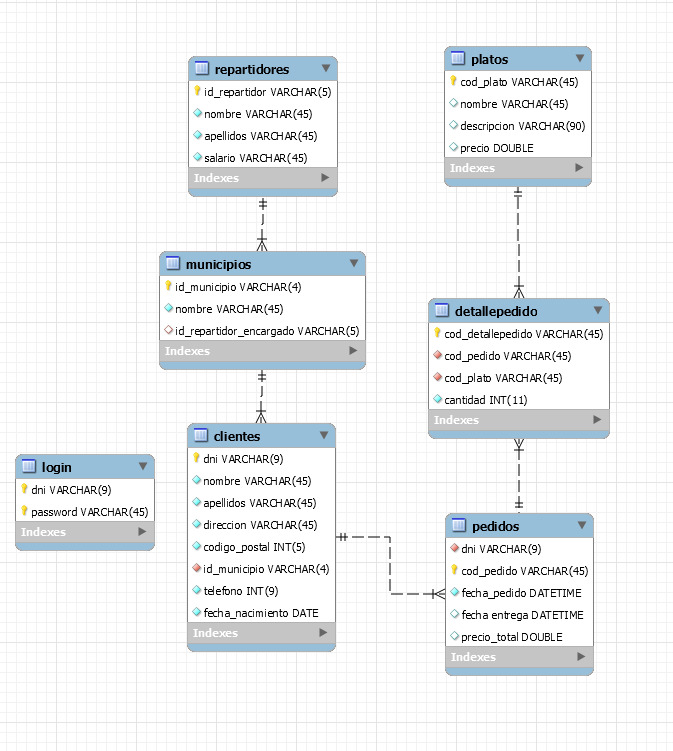 repartidores
id_repartidor VARCHAR(5)
nombre VARCHAR(45)
apellidos VARCHAR(45)
salario VARCHAR(45)
Indexes
platos
cod_plato VARCHAR(45)
nombre VARCHAR(45)
descripcion VARCHAR(90)
precio DOUBLE
Indexes
municipios
id_municipio VARCHAR(4)
nombre VARCHAR(45)
id_repartidor_encargado VARCHAR(5)
Indexes
detallepedido
cod_detallepedido VARCHAR(45)
cod_pedido VARCHAR(45)
cod_plato VARCHAR(45)
cantidad INT(11)
Indexes
login
dni VARCHAR(9)
password VARCHAR(45)
Indexes
clientes
dni VARCHAR(9)
nombre VARCHAR(45)
apellidos VARCHAR(45)
direccion VARCHAR(45)
codigo_postal INT(5)
id_municipio VARCHAR(4)
telefono INT(9)
fecha_nacimiento DATE
Indexes
pedidos
dni VARCHAR(9)
cod_pedido VARCHAR(45)
fecha_pedido DATETIME
fecha entrega DATETIME
precio_total DOUBLE
Indexes